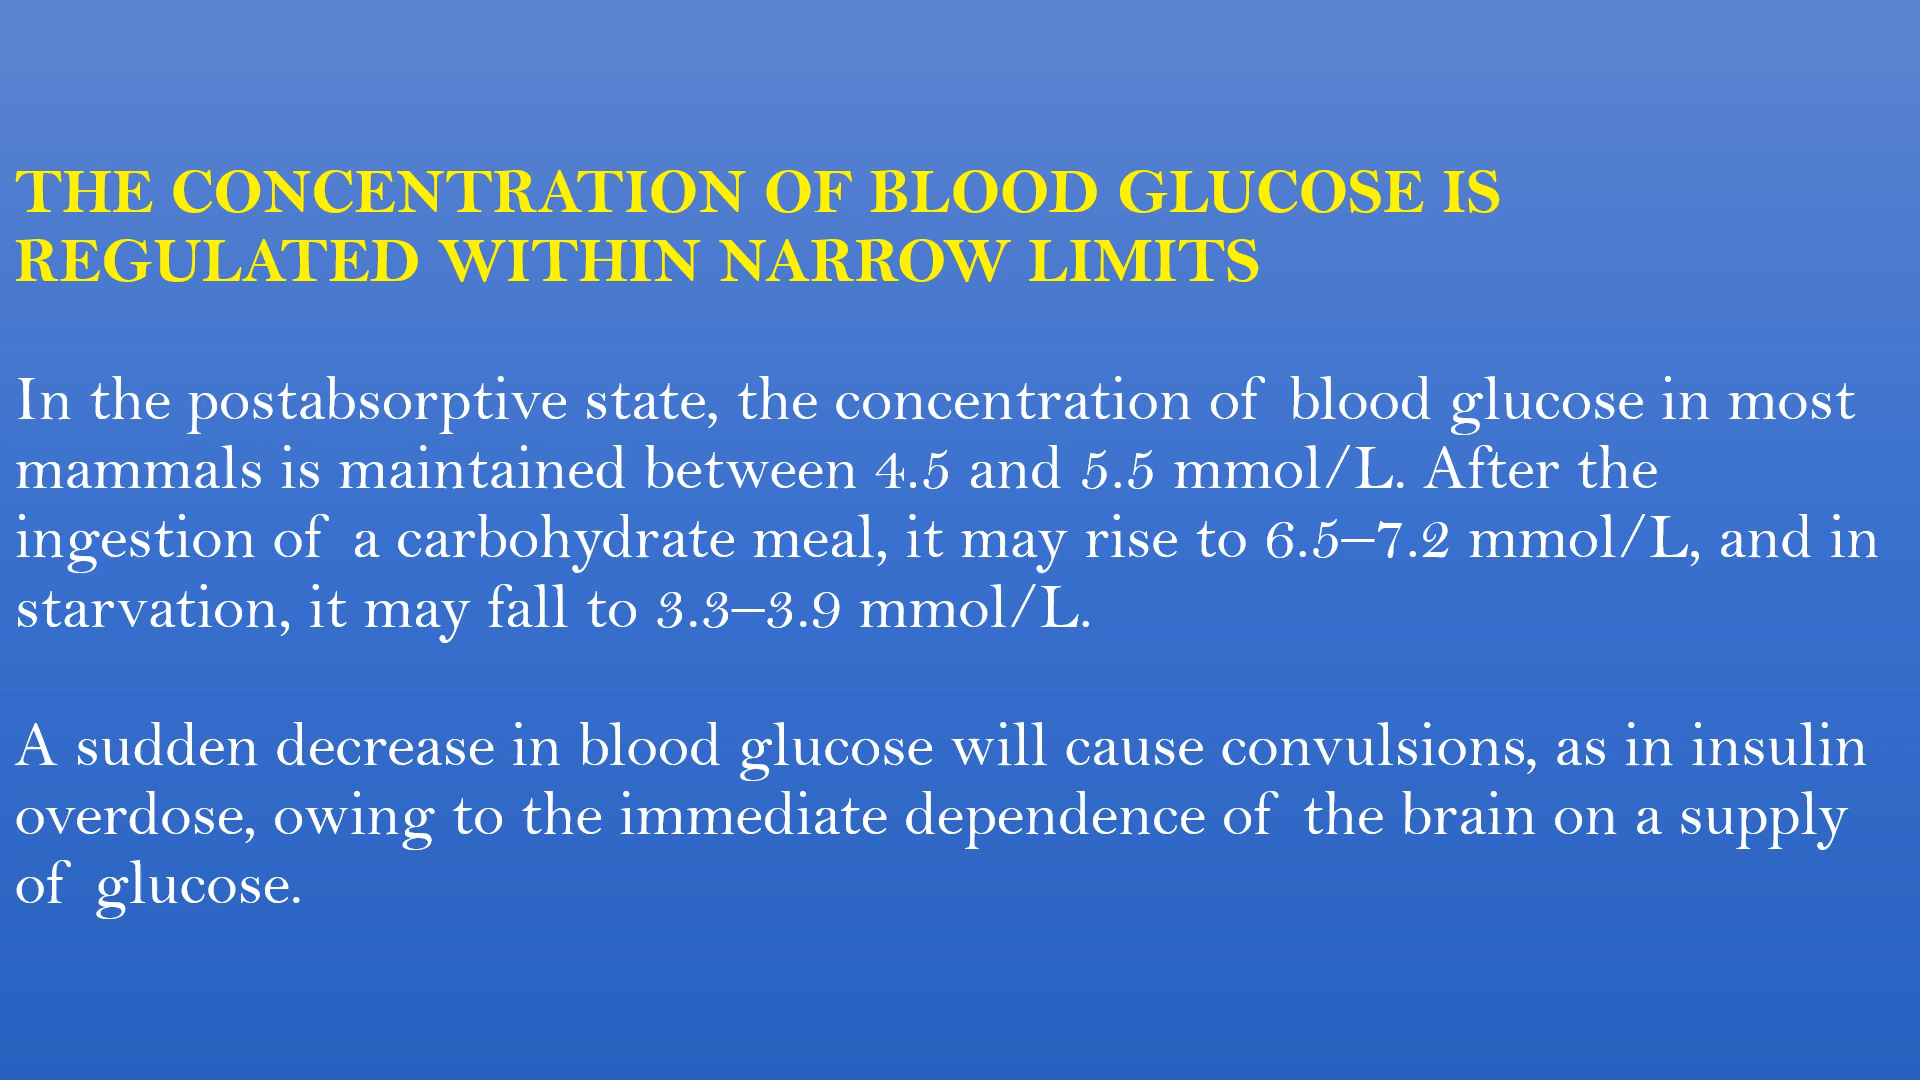 THE CONCENTRATION OF BLOOD GLUCOSE IS
REGULATED WITHIN NARROW LIMITS
In the postabsorptive state, the concentration of blood glucose in most
mammals is maintained between 4.5 and 5.5 mmol/L. After the
ingestion of a carbohydrate meal, it may rise to 6.5–7.2 mmol/L, and in
starvation, it may fall to 3.3–3.9 mmol/L.
A sudden decrease in blood glucose will cause convulsions, as in insulin
overdose, owing to the immediate dependence of the brain on a supply
of glucose.